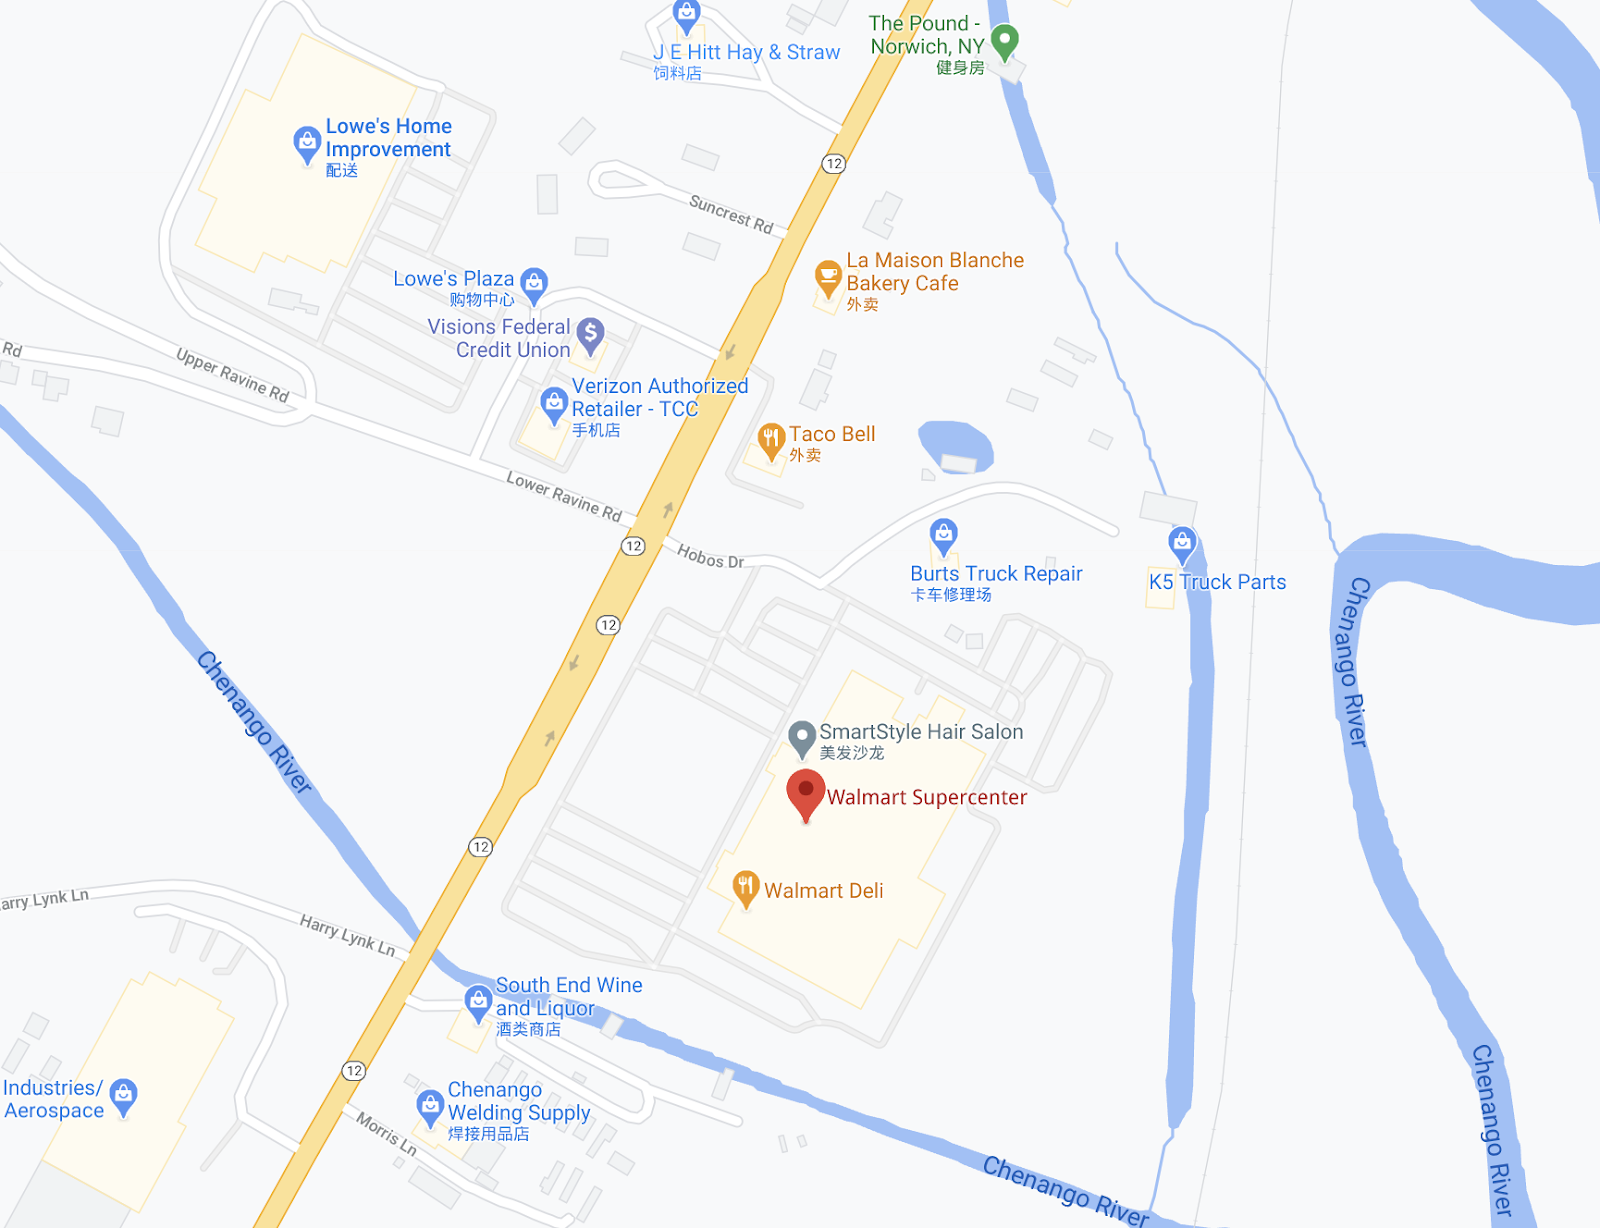 The Pound -
Norwich, NY
健身房
J E Hitt Hay & Straw
饲料店
Lowe's Home
Improvement
配送
12
Suncrest Rd
La Maison Blanche
Bakery Cafe
外卖
Lowe's Plaza
购物中心
Visions Federal
Credit Union
Rd
Upper Ravine Rd
Verizon Authorized
Retailer - TCC
手机店
Taco Bell
外卖
Lower Ravine Rd
12
Hobos Dr
Burts Truck Repair
卡车修理场
K5 Truck Parts
12
Chenango River
Chenango River
SmartStyle Hair Salon
美发沙龙
Walmart Supercenter
12
Walmart Deli
arry Lynk Ln
Harry Lynk Ln
South End Wine
and Liquor
酒类商店
12
Industries/
Aerospace
Chenango
Welding Supply
焊接用品店
Morris Ln
Chenango River
Chenango River